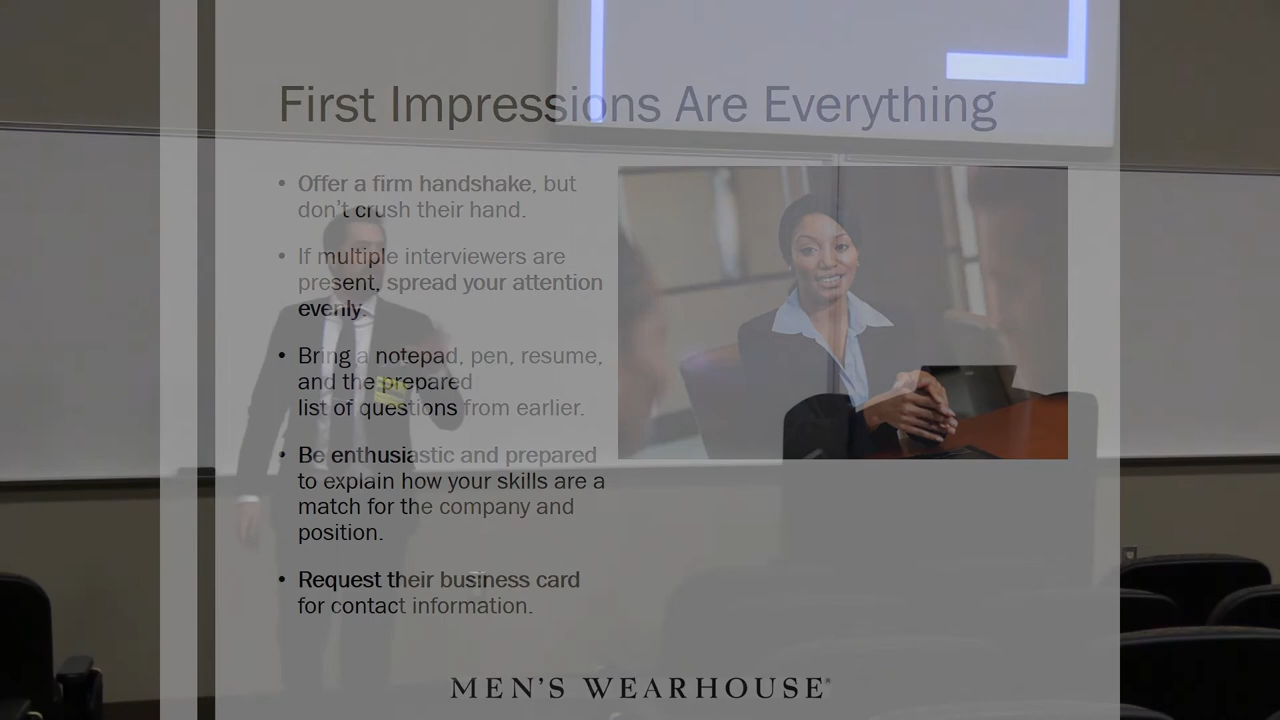 First Impressions Are Everything
• Offer a firm handshake, but
don't crush their hand.
• If multiple interviewers are
present, spread your attention
evenly.
• Bring a notepad, pen, resume,
and the prepared
list of questions from earlier.
• Be enthusiastic and prepared
to explain how your skills are a
match for the company and
position.
• Request their business card
for contact information.
MEN'S WEARHOUSE®